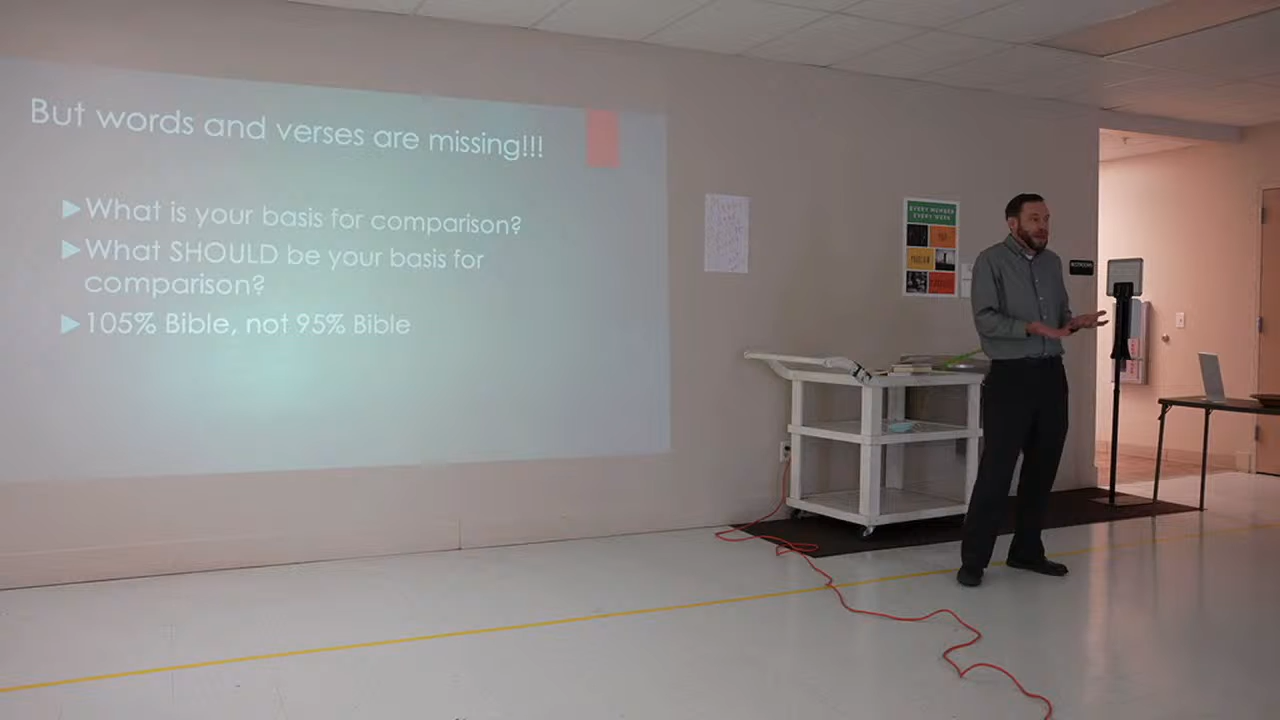 But words and verses are missing!!!
What is your basis for comparison?
What SHOULD be your basis for
comparison?
105% Bible, not 95% Bible
EVERY MEMBER
EVERY WEEK
RESTROOMS